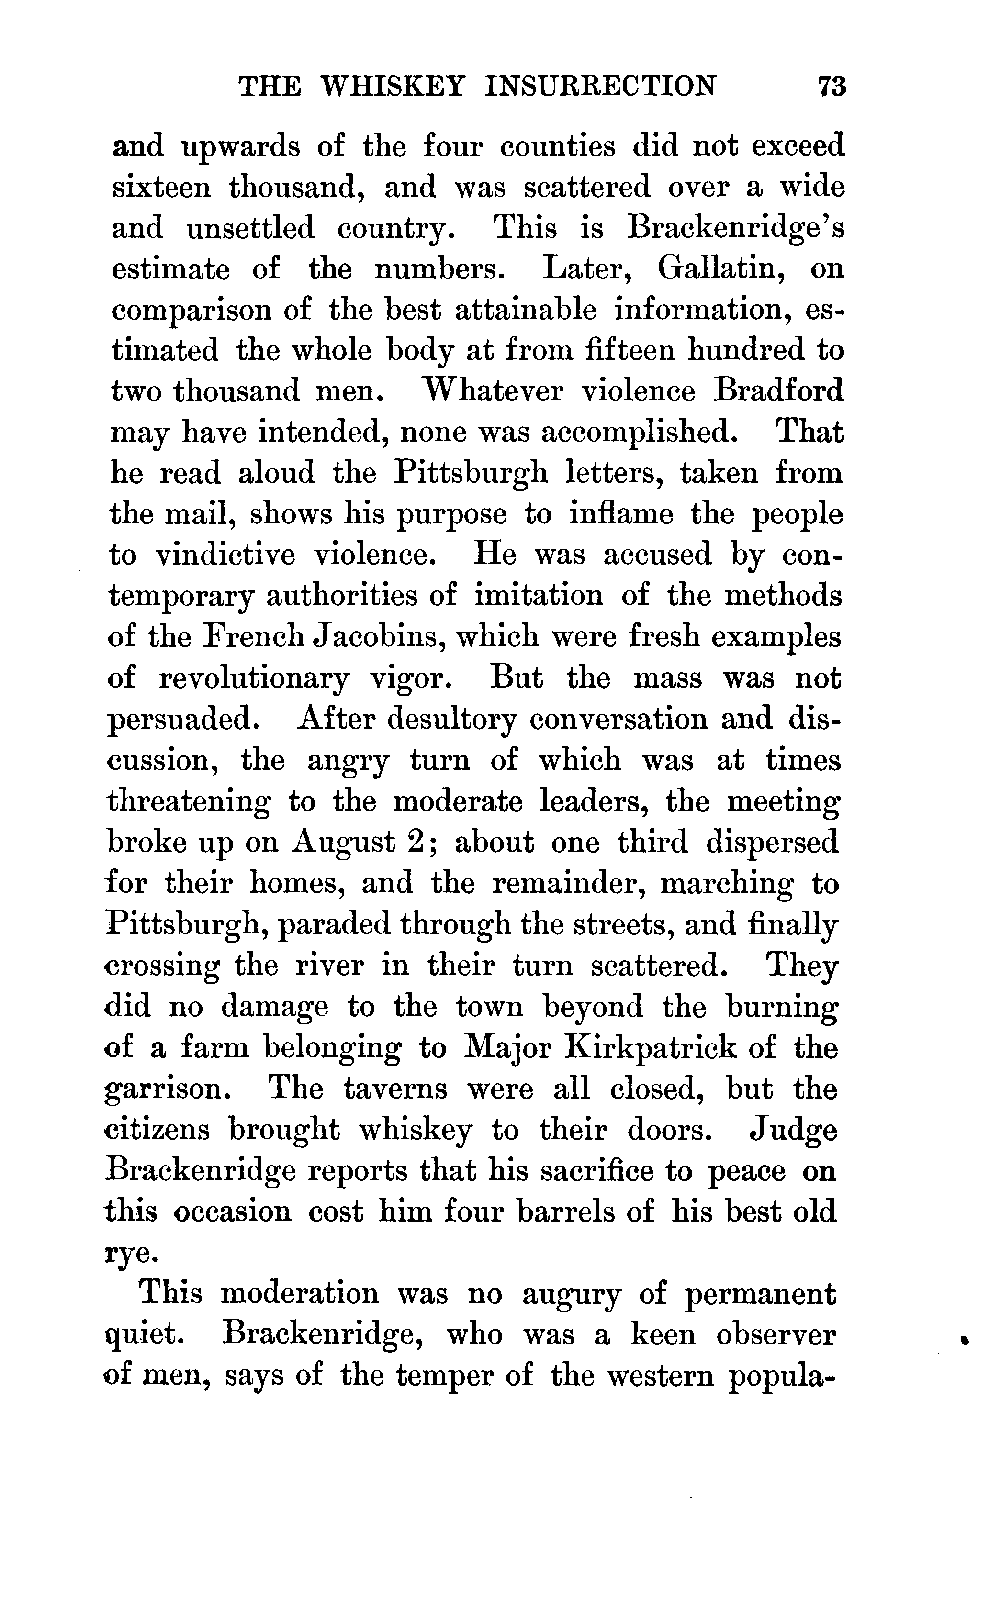 THE WHISKEY INSURRECTION 73
and upwards of the four counties did not exceed
sixteen thousand, and was scattered over a wide
and unsettled country. This is Brackenridge's
estimate of the numbers. Later, Gallatin, on
comparison of the best attainable information, es-
timated the whole body at from fifteen hundred to
two thousand men. Whatever violence Bradford
may have intended, none was accomplished. That
he read aloud the Pittsburgh letters, taken from
the mail, shows his purpose to inflame the people
to vindictive violence. He was accused by con-
temporary authorities of imitation of the methods
of the French Jacobins, which were fresh examples
of revolutionary vigor. But the mass was not
persuaded. After desultory conversation and dis-
cussion, the angry turn of which was at times
threatening to the moderate leaders, the meeting
broke up on August 2; about one third dispersed
for their homes, and the remainder, marching to
Pittsburgh, paraded through the streets, and finally
crossing the river in their turn scattered. They
did no damage to the town beyond the burning
of a farm belonging to Major Kirkpatrick of the
garrison. The taverns were all closed, but the
citizens brought whiskey to their doors. Judge
Brackenridge reports that his sacrifice to peace on
this occasion cost him four barrels of his best old
rye.
This moderation was no augury of permanent
quiet. Brackenridge, who was a keen observer
of men, says of the temper of the western popula-